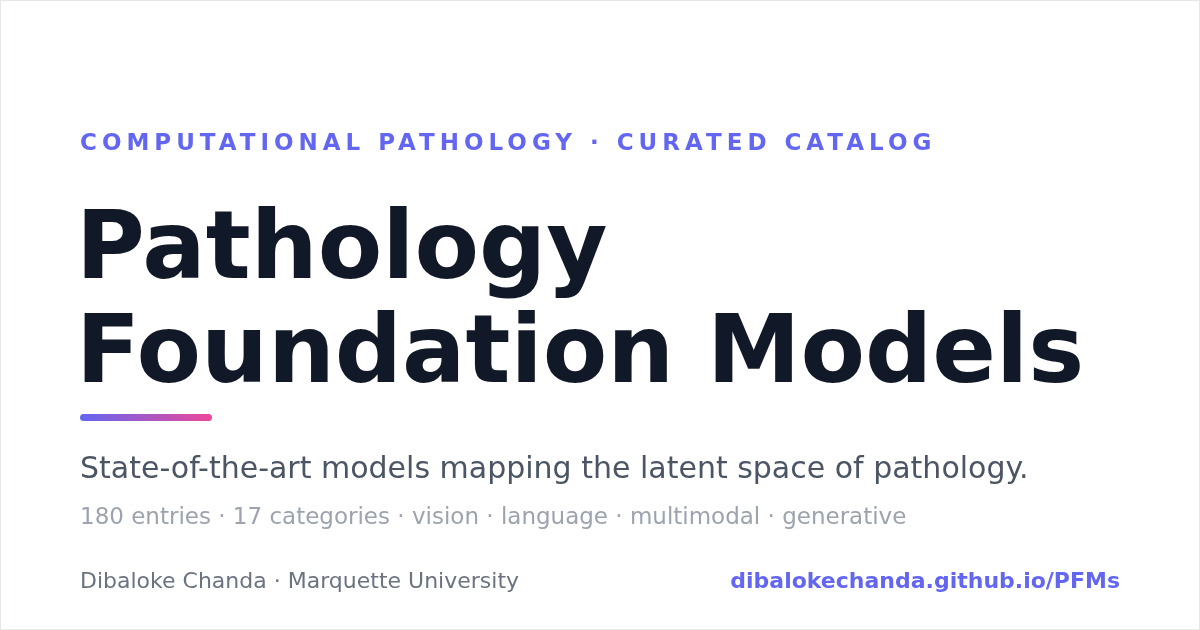 COMPUTATIONAL PATHOLOGY · CURATED CATALOG
Pathology
Foundation Models
State-of-the-art models mapping the latent space of pathology.
180 entries · 17 categories · vision · language · multimodal · generative
Dibaloke Chanda · Marquette University
dibalokechanda.github.io/PFMs